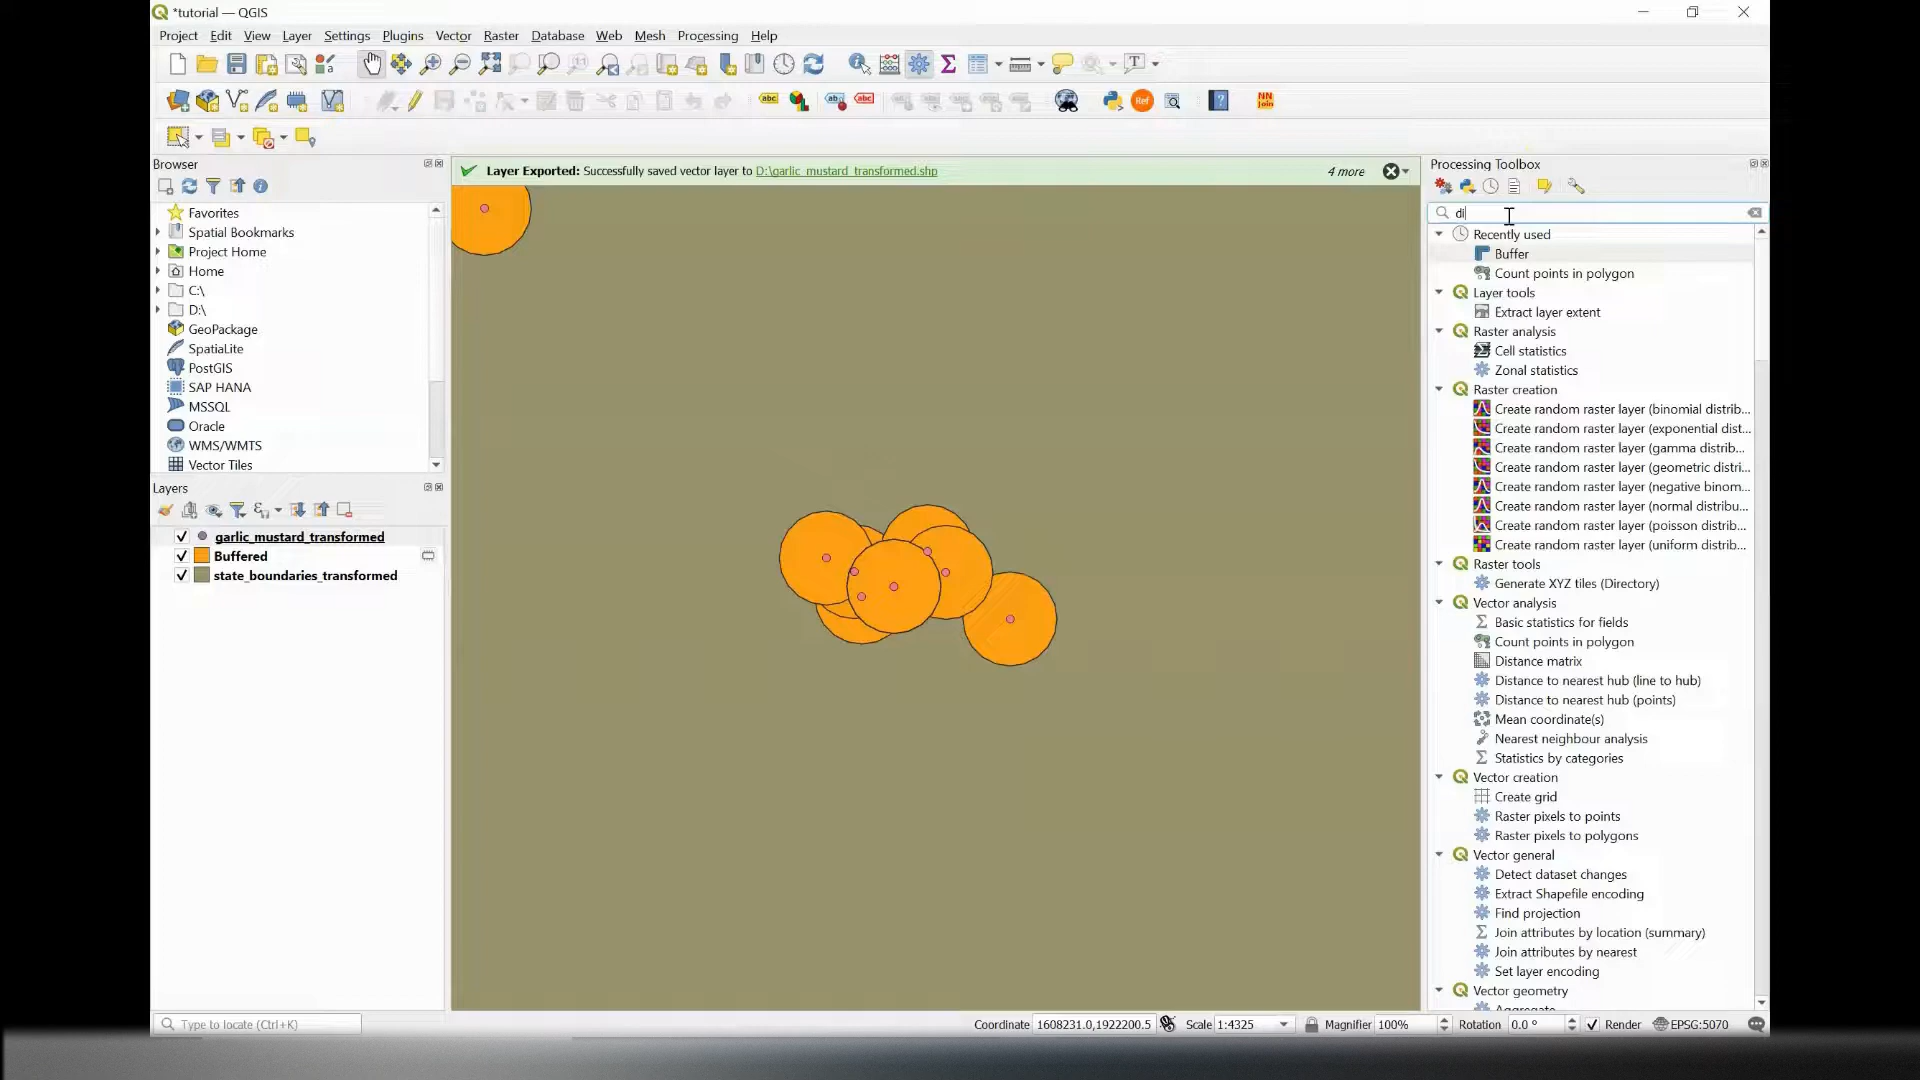 *tutorial — QGIS
Project Edit View Layer Settings Plugins Vector Raster Database Web Mesh Processing Help
abc abc abc Ref NN join
Browser
Favorites
Spatial Bookmarks
Project Home
Home
C:\
D:\
GeoPackage
SpatiaLite
PostGIS
SAP HANA
MSSQL
Oracle
WMS/WMTS
Vector Tiles
Layers
garlic_mustard_transformed
Buffered
state_boundaries_transformed
Type to locate (Ctrl+K)
Layer Exported: Successfully saved vector layer to D:\garlic_mustard_transformed.shp 4 more
Processing Toolbox
di
Recently used
Buffer
Count points in polygon
Layer tools
Extract layer extent
Raster analysis
Cell statistics
Zonal statistics
Raster creation
Create random raster layer (binomial distrib...
Create random raster layer (exponential dist...
Create random raster layer (gamma distrib...
Create random raster layer (geometric distri...
Create random raster layer (negative binom...
Create random raster layer (normal distribu...
Create random raster layer (poisson distrib...
Create random raster layer (uniform distrib...
Raster tools
Generate XYZ tiles (Directory)
Vector analysis
Basic statistics for fields
Count points in polygon
Distance matrix
Distance to nearest hub (line to hub)
Distance to nearest hub (points)
Mean coordinate(s)
Nearest neighbour analysis
Statistics by categories
Vector creation
Create grid
Raster pixels to points
Raster pixels to polygons
Vector general
Detect dataset changes
Extract Shapefile encoding
Find projection
Join attributes by location (summary)
Join attributes by nearest
Set layer encoding
Vector geometry
Aggregate
Coordinate 1608231.0,1922200.5 Scale 1:4325 Magnifier 100% Rotation 0.0 ° Render EPSG:5070